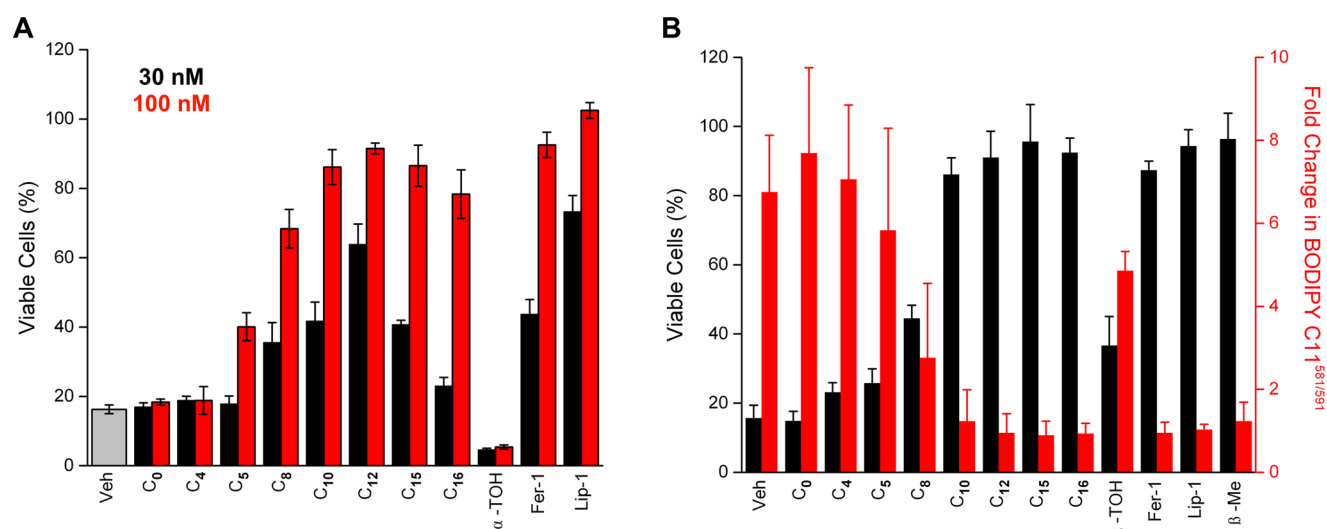 A
Viable Cells (%)
120
100
80
60
40
20
0
30 nM
100 nM
Veh
C0
C4
C5
C8
C10
C12
C15
C16
α -TOH
Fer-1
Lip-1
B
Viable Cells (%)
120
100
80
60
40
20
0
10
8
6
4
2
0
Fold Change in BODIPY C11 581/591
Veh
C0
C4
C5
C8
C10
C12
C15
C16
-TOH
Fer-1
Lip-1
β -Me